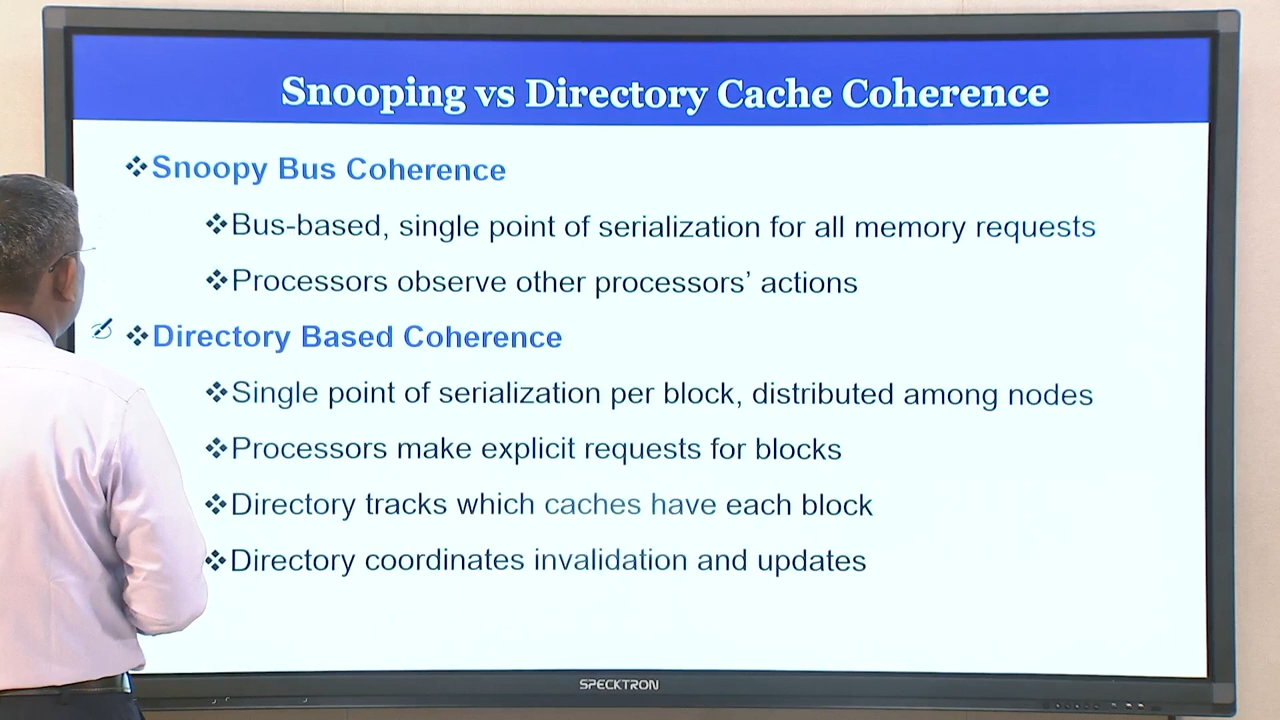 Snooping vs Directory Cache Coherence
❖Snoopy Bus Coherence
❖Bus-based, single point of serialization for all memory requests
❖Processors observe other processors’ actions
❖Directory Based Coherence
❖Single point of serialization per block, distributed among nodes
❖Processors make explicit requests for blocks
❖Directory tracks which caches have each block
❖Directory coordinates invalidation and updates
SPECKTRON